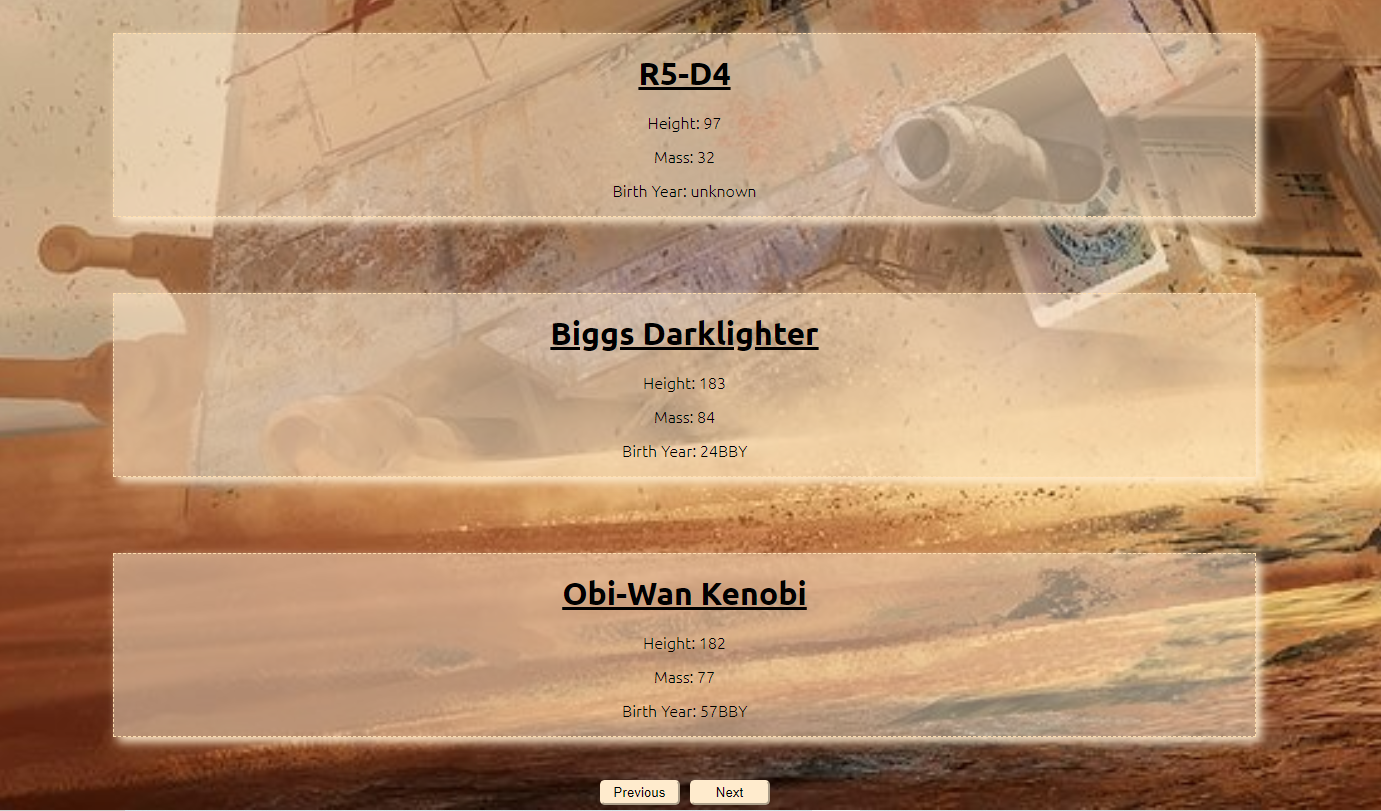 R5-D4
Height: 97
Mass: 32
Birth Year: unknown
Biggs Darklighter
Height: 183
Mass: 84
Birth Year: 24BBY
Obi-Wan Kenobi
Height: 182
Mass: 77
Birth Year: 57BBY
Previous Next